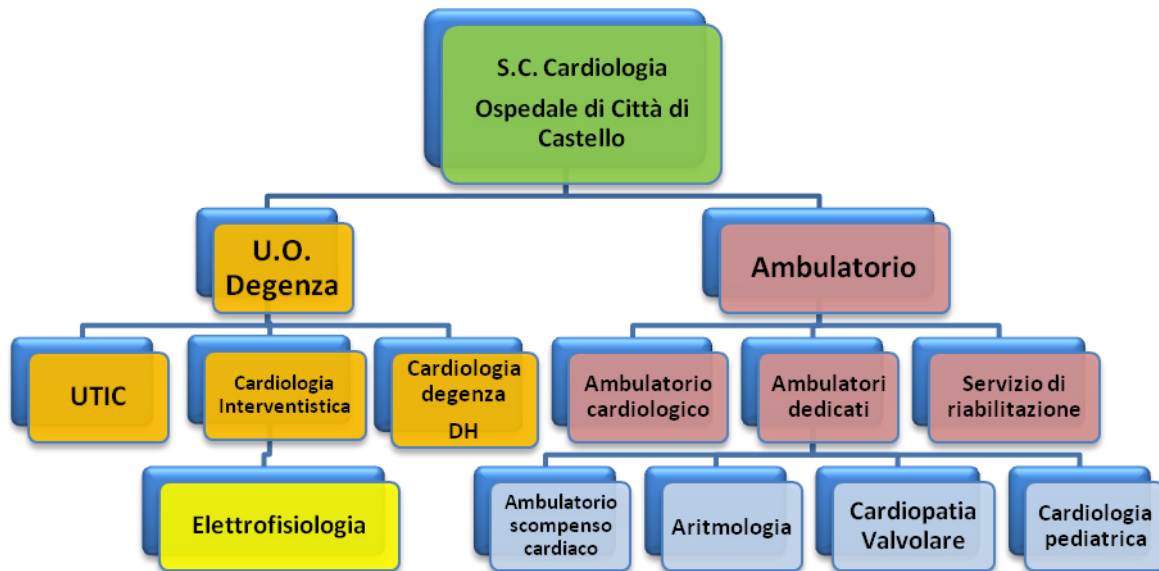 S.C. Cardiologia
Ospedale di Città di
Castello
U.O.
Degenza
Ambulatorio
UTIC
Cardiologia
Interventistica
Cardiologia
degenza
DH
Ambulatorio
cardiologico
Ambulatori
dedicati
Servizio di
riabilitazione
Elettrofisiologia
Ambulatorio
scompenso
cardiaco
Aritmologia
Cardiopatia
Valvolare
Cardiologia
pediatrica